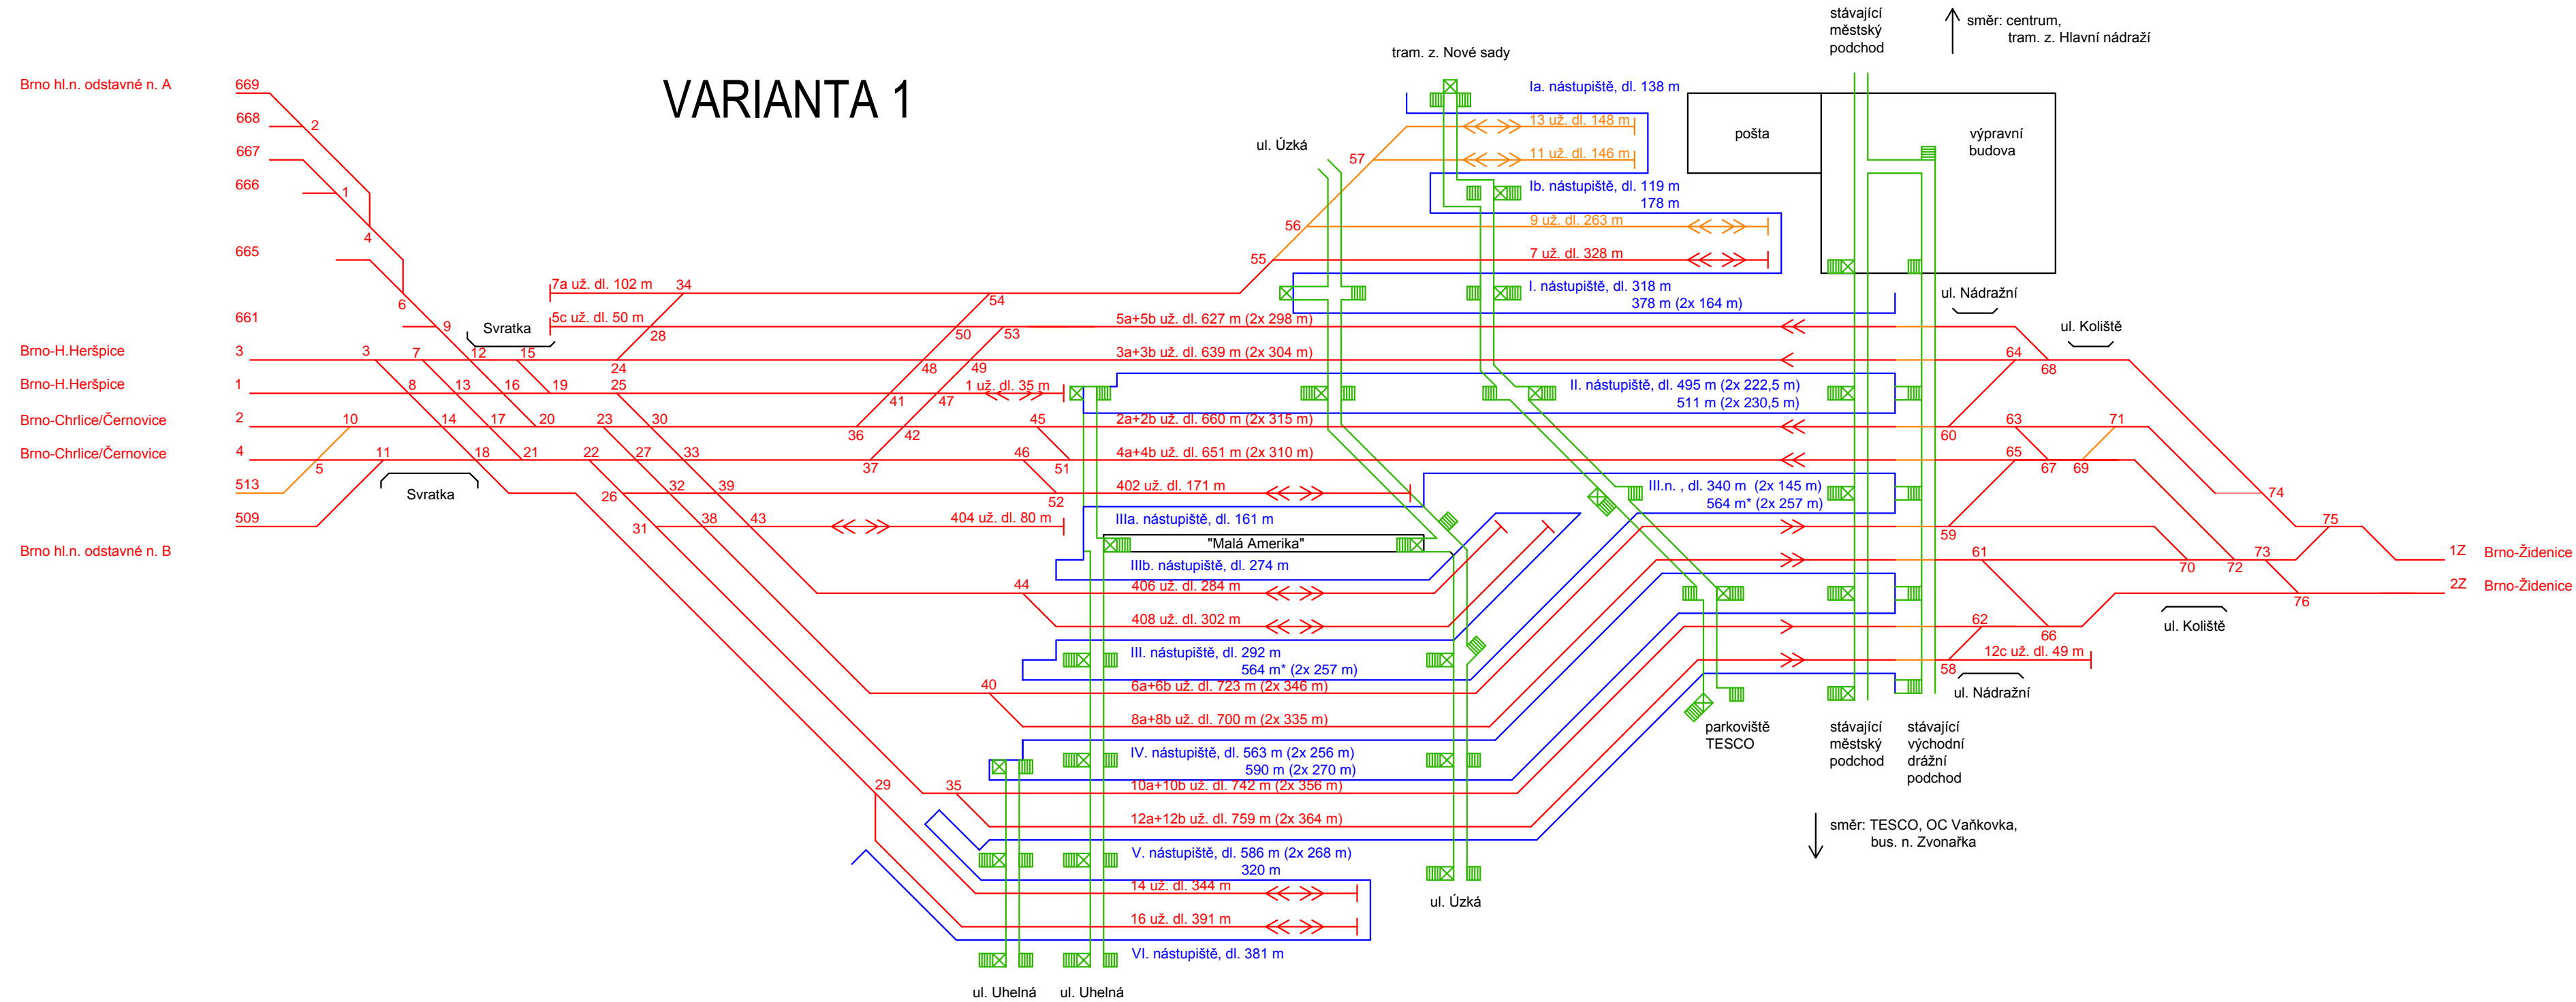 VARIANTA 1
stávající
městský
podchod
směr: centrum,
tram. z. Hlavní nádraží
tram. z. Nové sady
Brno hl.n. odstavné n. A
669
668
2
667
666
1
4
665
6
661
9
Svratka
7a už. dl. 102 m
34
5c už. dl. 50 m
28
54
50
53
Ia. nástupiště, dl. 138 m
13 už. dl. 148 m
pošta
výpravní
budova
ul. Úzká
57
11 už. dl. 146 m
Ib. nástupiště, dl. 119 m
178 m
56
9 už. dl. 263 m
55
7 už. dl. 328 m
I. nástupiště, dl. 318 m
378 m (2x 164 m)
ul. Nádražní
5a+5b už. dl. 627 m (2x 298 m)
ul. Koliště
Brno-H.Heršpice
3
3
7
12
15
24
48
49
3a+3b už. dl. 639 m (2x 304 m)
64
68
Brno-H.Heršpice
1
8
13
16
19
25
41
47
1 už. dl. 35 m
II. nástupiště, dl. 495 m (2x 222,5 m)
511 m (2x 230,5 m)
Brno-Chrlice/Černovice
2
10
14
17
20
23
30
36
42
45
2a+2b už. dl. 660 m (2x 315 m)
60
63
71
Brno-Chrlice/Černovice
4
5
11
18
21
22
27
33
37
46
51
4a+4b už. dl. 651 m (2x 310 m)
65
67
69
513
Svratka
26
32
39
52
402 už. dl. 171 m
III.n. , dl. 340 m (2x 145 m)
564 m* (2x 257 m)
74
509
31
38
43
404 už. dl. 80 m
IIIa. nástupiště, dl. 161 m
59
75
Brno hl.n. odstavné n. B
"Malá Amerika"
IIIb. nástupiště, dl. 274 m
61
70
72
73
1Z
Brno-Židenice
44
406 už. dl. 284 m
76
2Z
Brno-Židenice
408 už. dl. 302 m
62
66
ul. Koliště
III. nástupiště, dl. 292 m
564 m* (2x 257 m)
58
12c už. dl. 49 m
ul. Nádražní
40
6a+6b už. dl. 723 m (2x 346 m)
8a+8b už. dl. 700 m (2x 335 m)
parkoviště
TESCO
stávající
městský
podchod
stávající
východní
drážní
podchod
IV. nástupiště, dl. 563 m (2x 256 m)
590 m (2x 270 m)
29
35
10a+10b už. dl. 742 m (2x 356 m)
12a+12b už. dl. 759 m (2x 364 m)
směr: TESCO, OC Vaňkovka,
bus. n. Zvonařka
V. nástupiště, dl. 586 m (2x 268 m)
320 m
14 už. dl. 344 m
ul. Úzká
16 už. dl. 391 m
VI. nástupiště, dl. 381 m
ul. Uhelná
ul. Uhelná